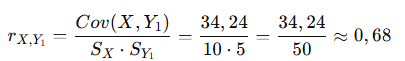 r_{X,Y_1} = \frac{Cov(X, Y_1)}{S_X \cdot S_{Y_1}} = \frac{34,24}{10 \cdot 5} = \frac{34,24}{50} ≈ 0,68